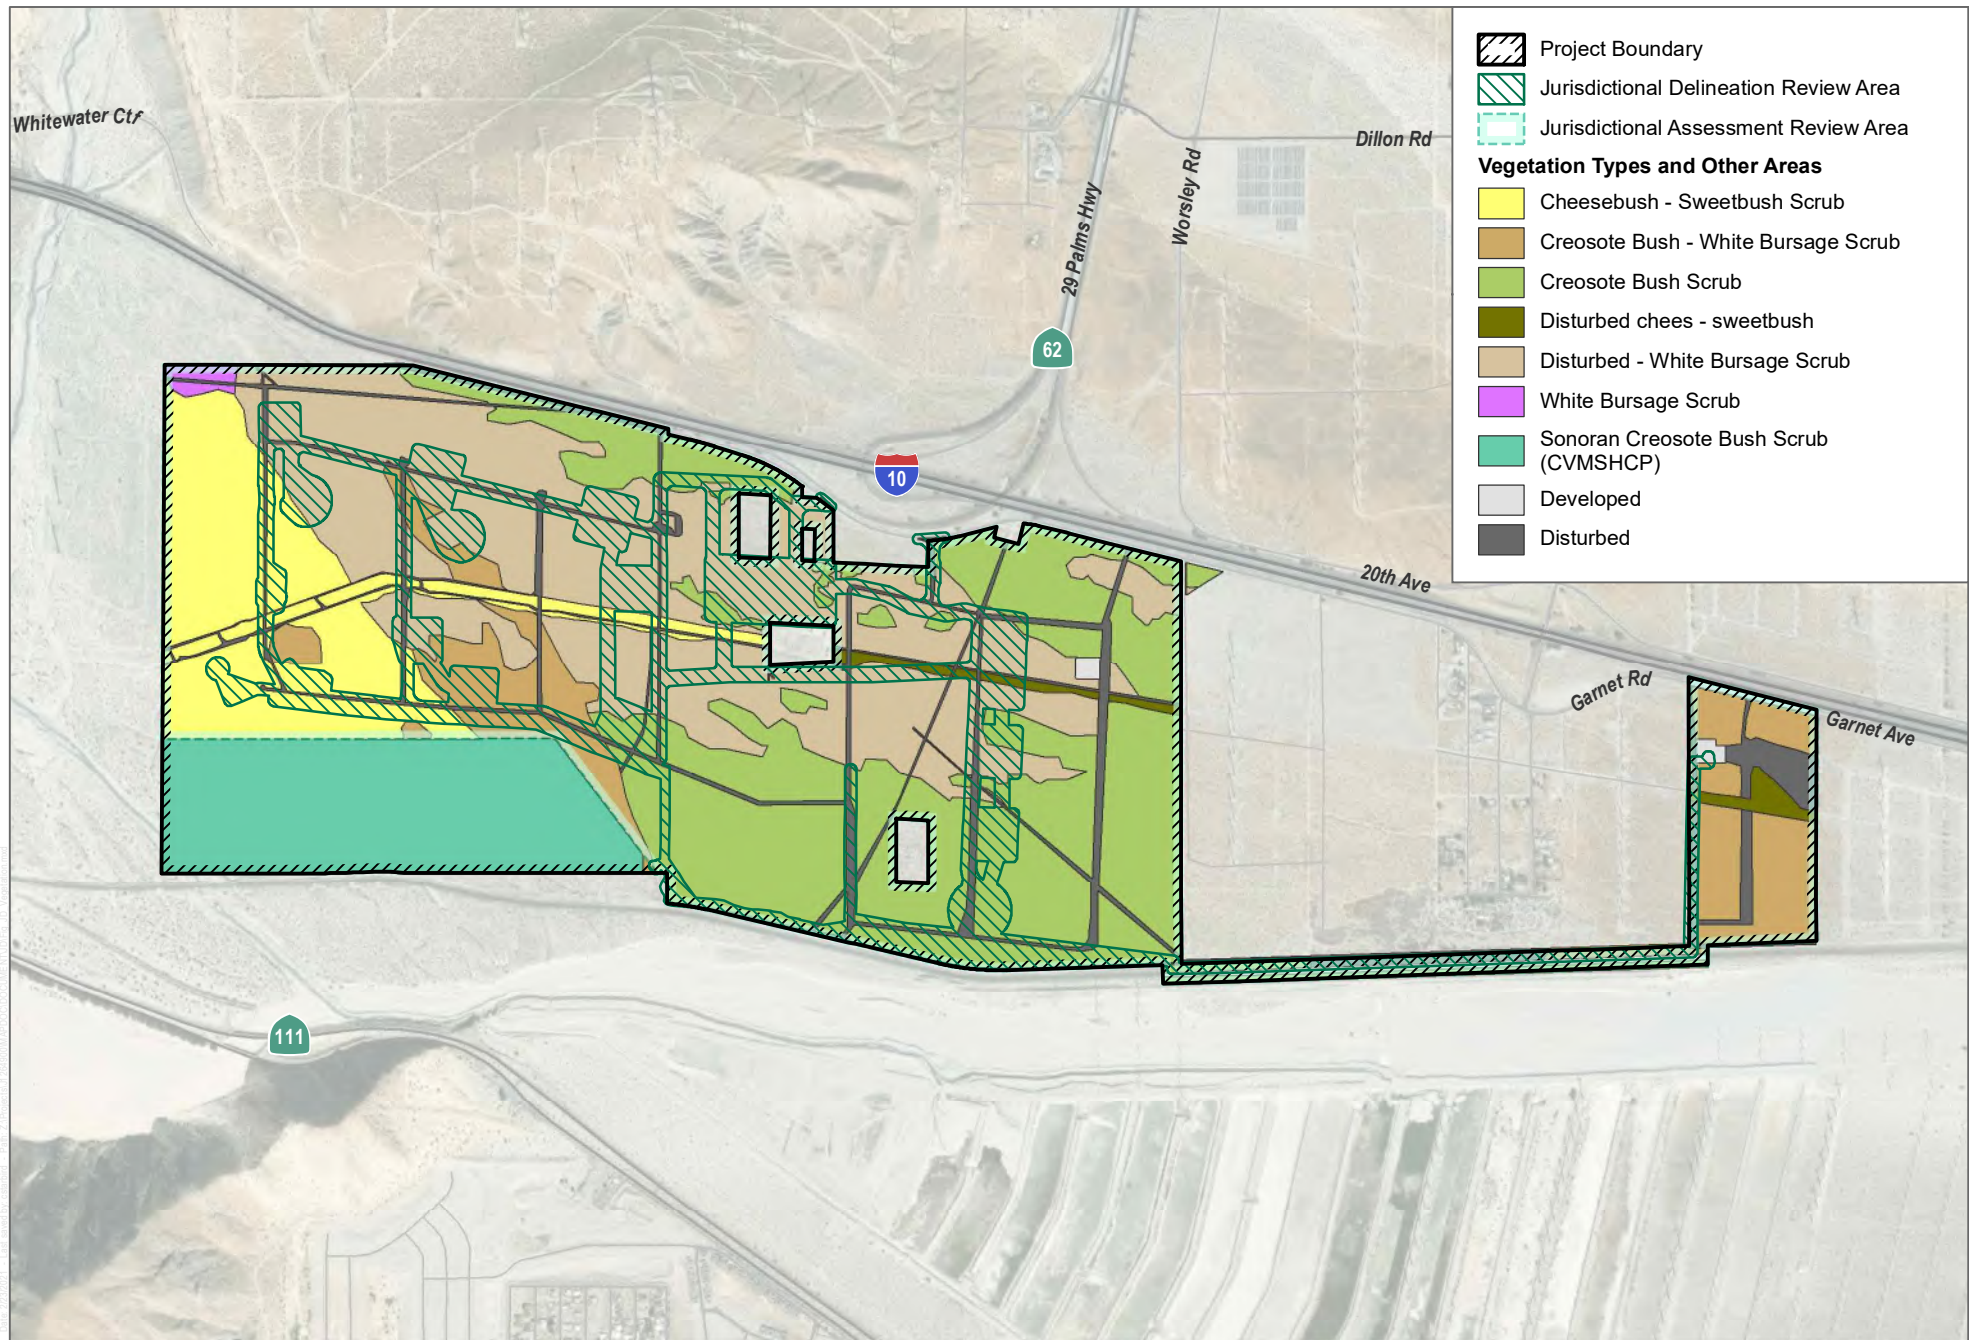 Project Boundary
Jurisdictional Delineation Review Area
Jurisdictional Assessment Review Area
Vegetation Types and Other Areas
Cheesebush - Sweetbush Scrub
Creosote Bush - White Bursage Scrub
Creosote Bush Scrub
Disturbed chees - sweetbush
Disturbed - White Bursage Scrub
White Bursage Scrub
Sonoran Creosote Bush Scrub
(CVMSHCP)
Developed
Disturbed
Whitewater Ctf
Dillon Rd
Worsley Rd
29 Palms Hwy
62
10
20th Ave
Garnet Rd
Garnet Ave
111